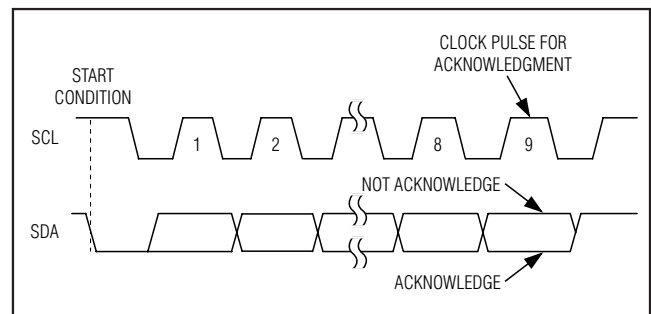 CLOCK PULSE FOR
ACKNOWLEDGMENT
START
CONDITION
SCL
1
2
8
9
NOT ACKNOWLEDGE
SDA
ACKNOWLEDGE